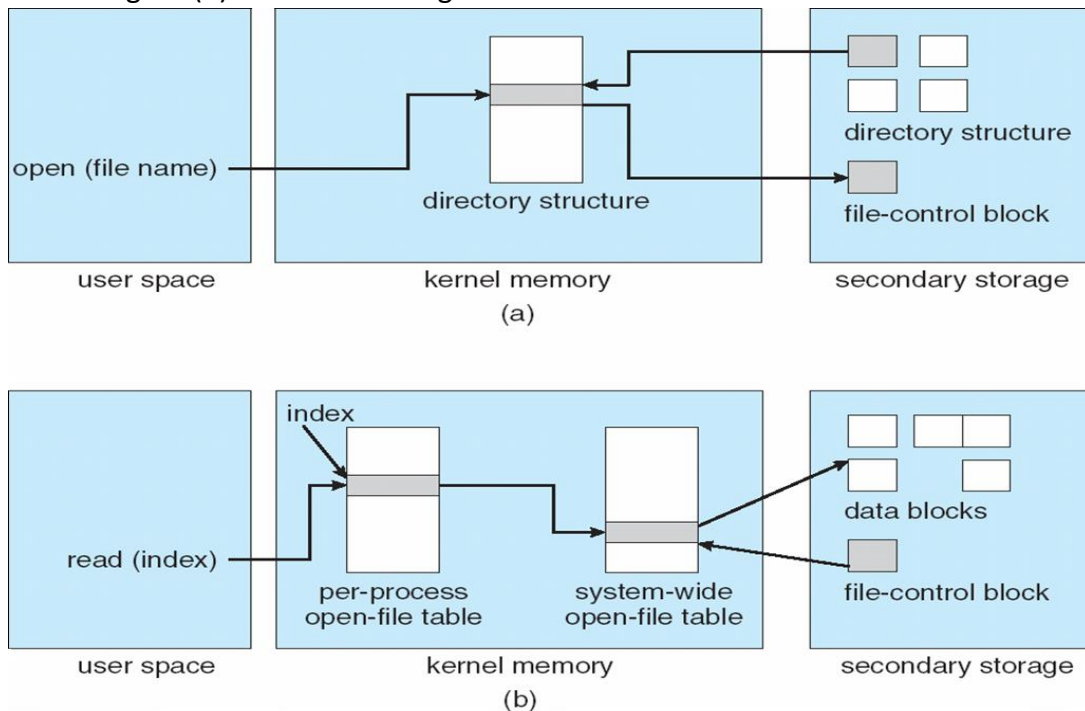 open (file name)
directory structure
directory structure
file-control block
user space
kernel memory
secondary storage
(a)
index
read (index)
per-process
open-file table
system-wide
open-file table
data blocks
file-control block
user space
kernel memory
secondary storage
(b)